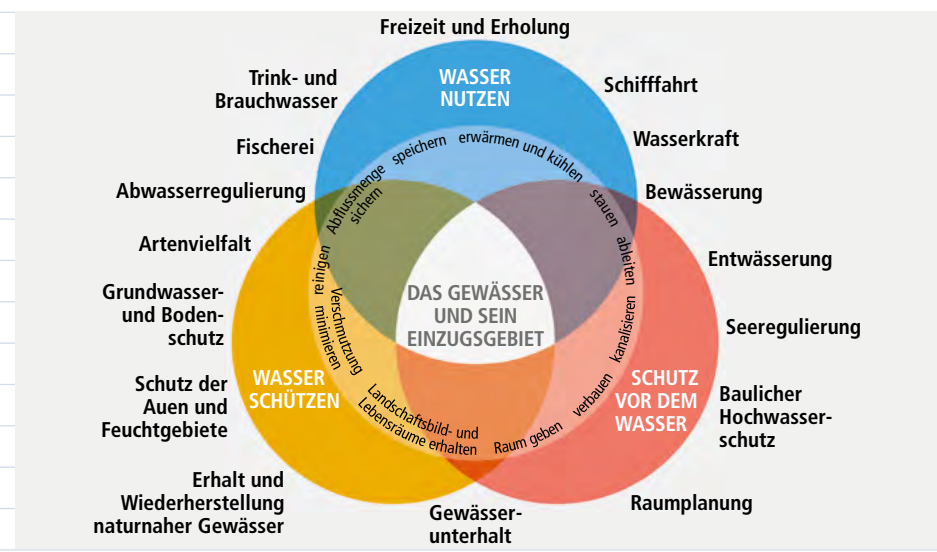 Freizeit und Erholung
WASSER
NUTZEN
Trink- und
Brauchwasser
Schifffahrt
Fischerei
Wasserkraft
Abwasserregulierung
Bewässerung
Artenvielfalt
Entwässerung
Grundwasser-
und Boden-
schutz
Seeregulierung
Schutz der
Auen und
Feuchtgebiete
Baulicher
Hochwasser-
schutz
Erhalt und
Wiederherstellung
naturnaher Gewässer
Gewässer-
unterhalt
Raumplanung
speichern
erwärmen und kühlen
stauen
ableiten
kanalisieren
verbauen
Raum geben
Landschaftsbild- und
Lebensräume erhalten
Verschmutzung
minimieren
reinigen
Abflussmenge
sichern
DAS GEWÄSSER
UND SEIN
EINZUGSGEBIET
WASSER
SCHÜTZEN
SCHUTZ
VOR DEM
WASSER